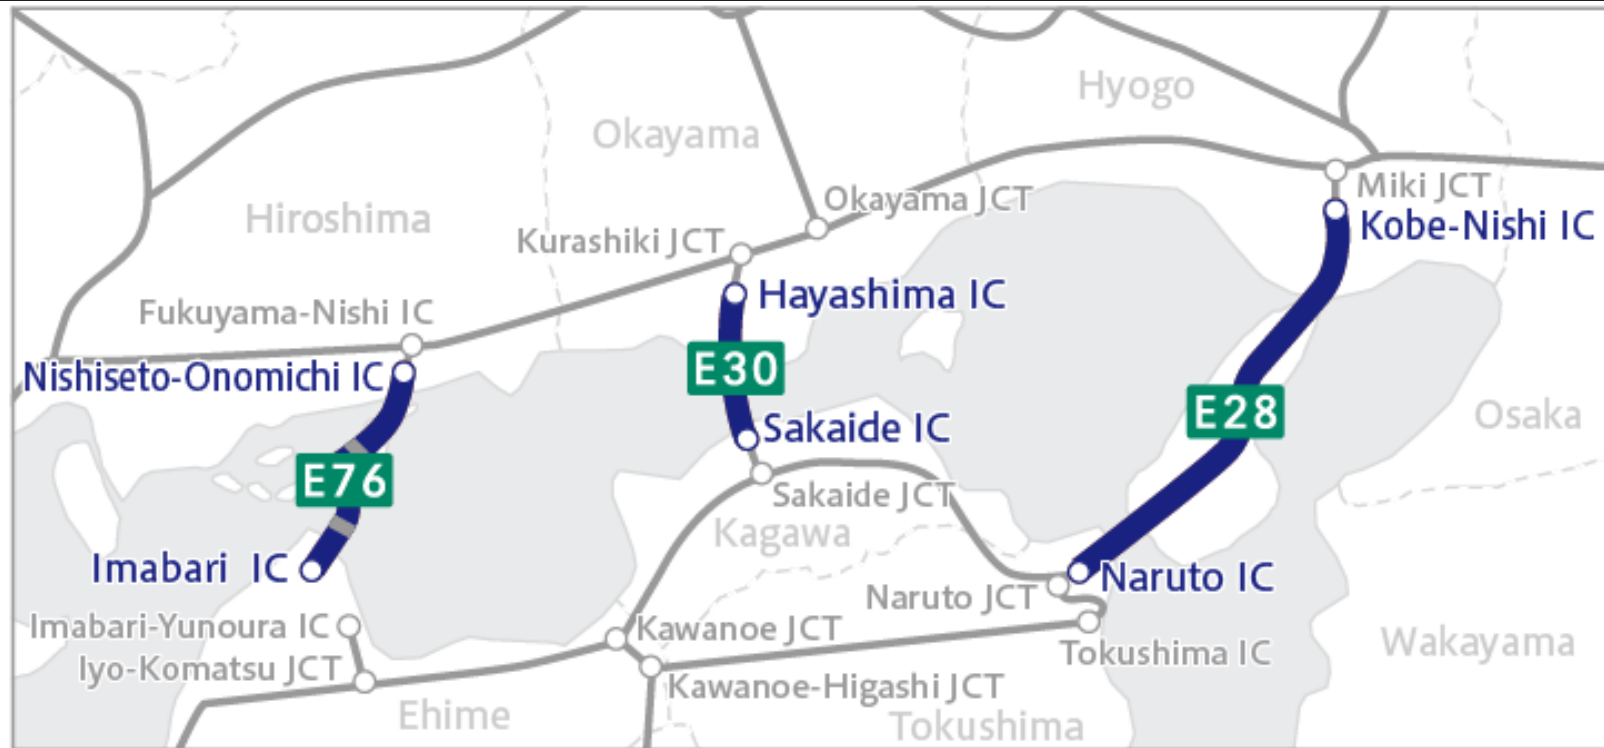 Hyogo
Okayama
Miki JCT
Okayama JCT
Hiroshima
Kobe-Nishi IC
Kurashiki JCT
Hayashima IC
Fukuyama-Nishi IC
E30
Nishiseto-Onomichi IC
E28
Osaka
Sakaide IC
E76
Sakaide JCT
Kagawa
Imabari IC
Naruto IC
Naruto JCT
Imabari-Yunoura IC
Kawanoe JCT
Wakayama
Tokushima IC
Iyo-Komatsu JCT
Kawanoe-Higashi JCT
Ehime
Tokushima